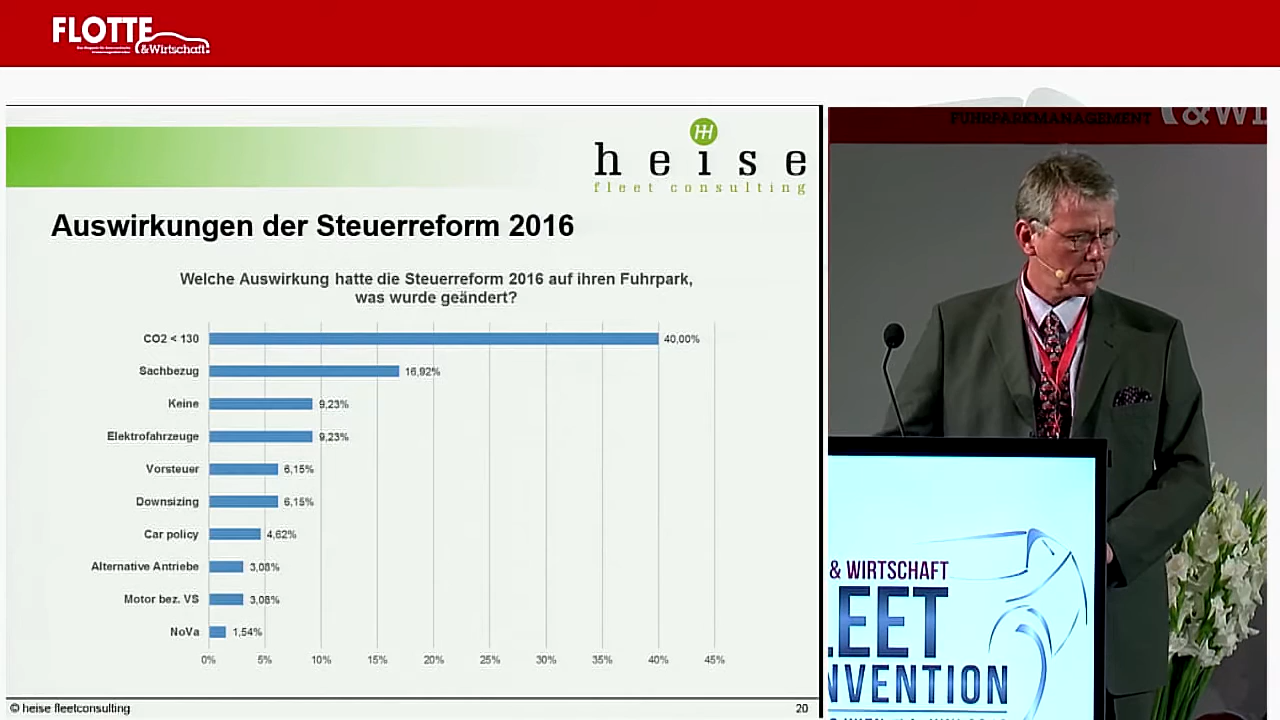 FLOTTE
&Wirtschaft
FUHRPARKMANAGEMENT
&WI
heise
fleet consulting
Auswirkungen der Steuerreform 2016
Welche Auswirkung hatte die Steuerreform 2016 auf ihren Fuhrpark,
was wurde geändert?
CO2 < 130 40,00%
Sachbezug 16,92%
Keine 9,23%
Elektrofahrzeuge 9,23%
Vorsteuer 6,15%
Downsizing 6,15%
Car policy 4,62%
Alternative Antriebe 3,08%
Motor bez. VS 3,08%
NoVa 1,54%
0% 5% 10% 15% 20% 25% 30% 35% 40% 45%
© heise fleetconsulting 20
& WIRTSCHAFT
LEET
NVENTION